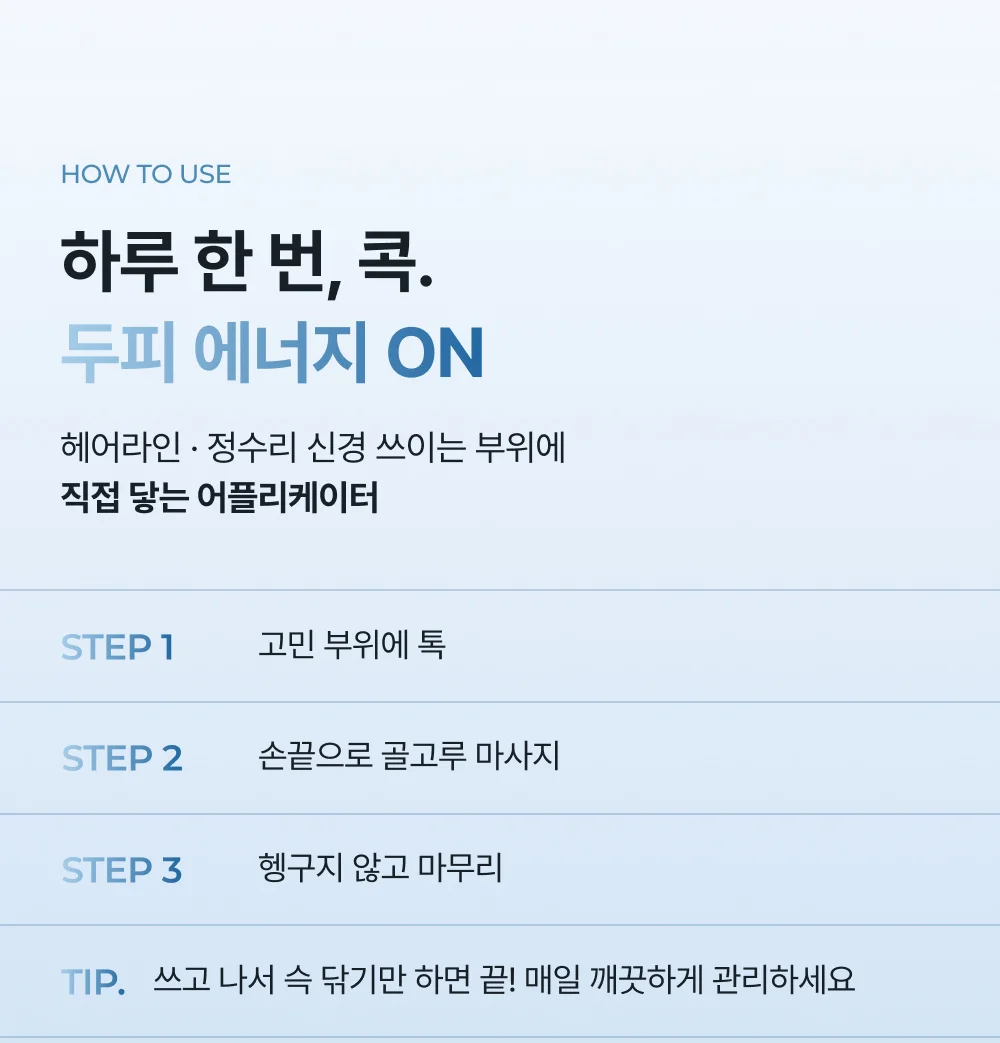 HOW TO USE
하루 한 번, 콕.
두피 에너지 ON
헤어라인 · 정수리 신경 쓰이는 부위에
직접 닿는 어플리케이터
STEP 1 고민 부위에 톡
STEP 2 손끝으로 골고루 마사지
STEP 3 헹구지 않고 마무리
TIP. 쓰고 나서 슥 닦기만 하면 끝! 매일 깨끗하게 관리하세요